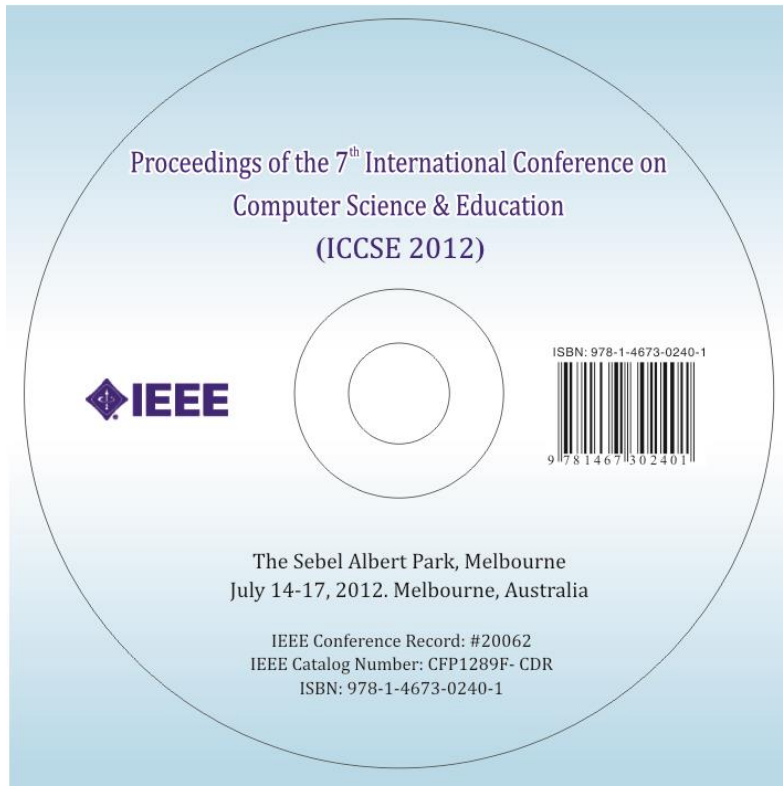 Proceedings of the 7th International Conference on
Computer Science & Education
(ICCSE 2012)
IEEE
ISBN: 978-1-4673-0240-1
9 781467 302401
The Sebel Albert Park, Melbourne
July 14-17, 2012. Melbourne, Australia
IEEE Conference Record: #20062
IEEE Catalog Number: CFP1289F- CDR
ISBN: 978-1-4673-0240-1